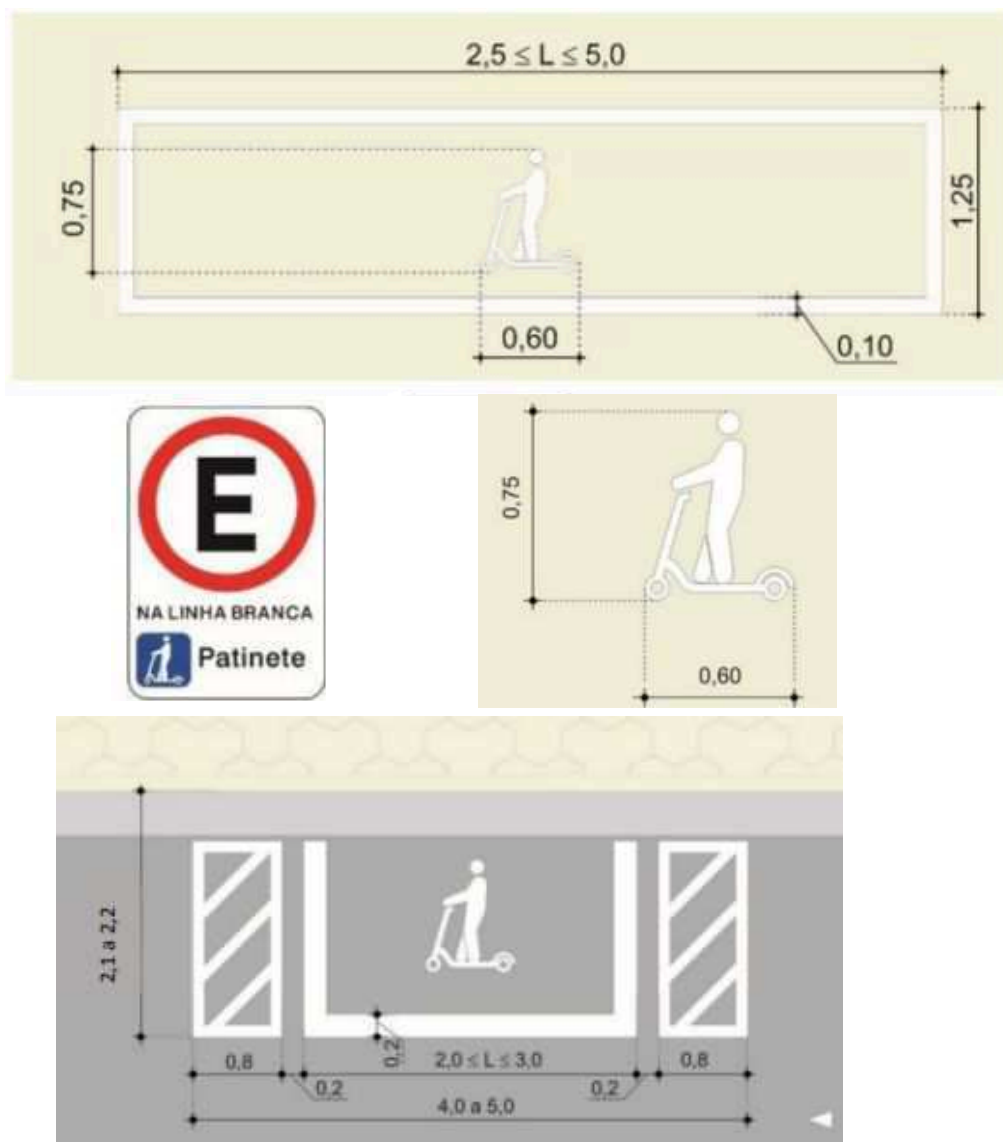 2,5 ≤ L ≤ 5,0
0,75
1,25
0,60
0,10
E
NA LINHA BRANCA
Patinete
0,75
0,60
2,1 a 2,2
0,2
0,8
2,0 ≤ L ≤ 3,0
0,8
0,2
0,2
4,0 a 5,0